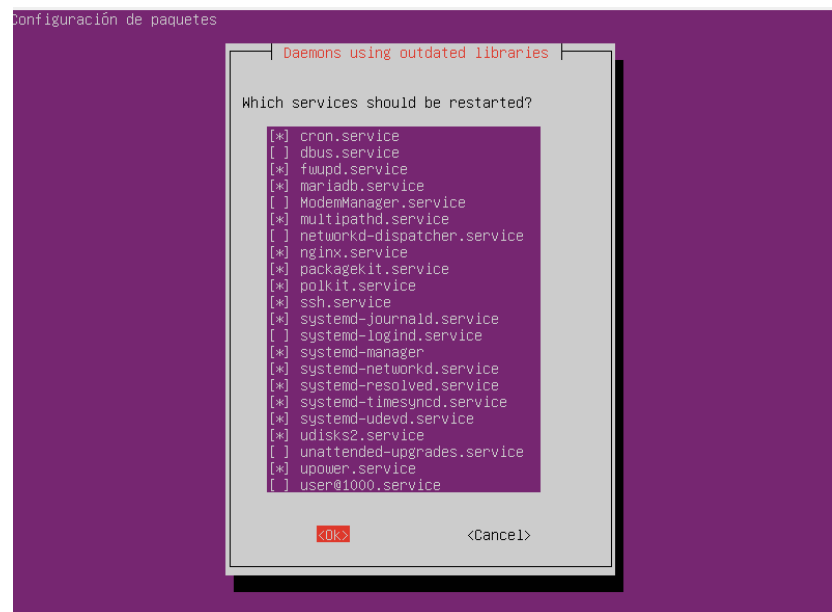 Configuración de paquetes
Daemons using outdated libraries
Which services should be restarted?
[*] cron.service
[ ] dbus.service
[*] fwupd.service
[*] mariadb.service
[ ] ModemManager.service
[*] multipathd.service
[ ] networkd-dispatcher.service
[*] nginx.service
[*] packagekit.service
[*] polkit.service
[*] ssh.service
[*] systemd-journald.service
[ ] systemd-logind.service
[*] systemd-manager
[*] systemd-networkd.service
[*] systemd-resolved.service
[*] systemd-timesyncd.service
[*] systemd-udevd.service
[*] udisks2.service
[ ] unattended-upgrades.service
[*] upower.service
[ ] user@1000.service
<Ok> <Cancel>